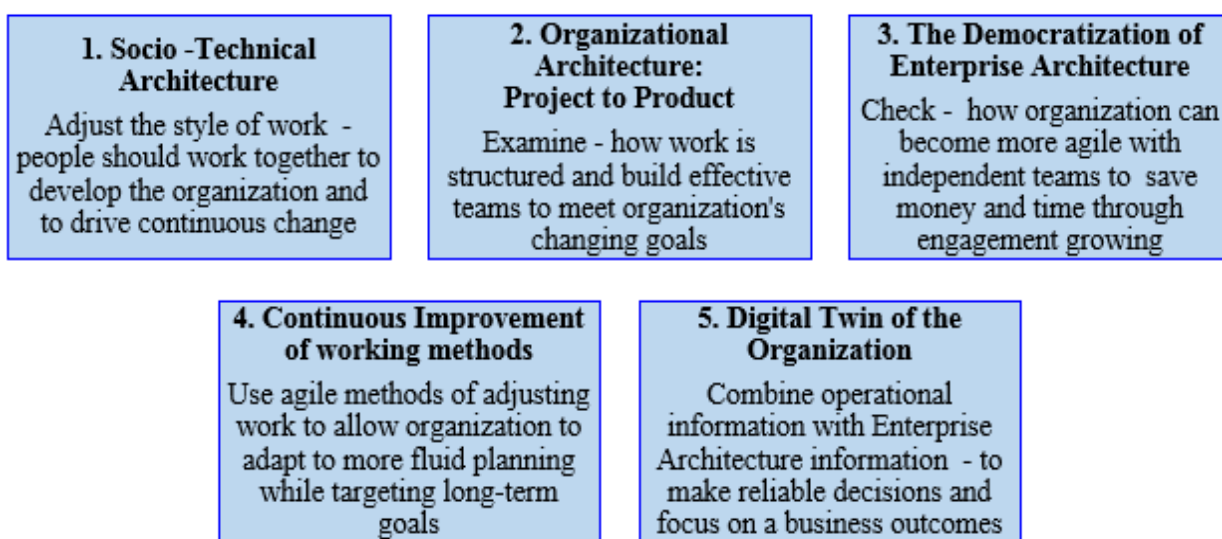 1. Socio -Technical
Architecture
Adjust the style of work -
people should work together to
develop the organization and
to drive continuous change
2. Organizational
Architecture:
Project to Product
Examine - how work is
structured and build effective
teams to meet organization's
changing goals
3. The Democratization of
Enterprise Architecture
Check - how organization can
become more agile with
independent teams to save
money and time through
engagement growing
4. Continuous Improvement
of working methods
Use agile methods of adjusting
work to allow organization to
adapt to more fluid planning
while targeting long-term
goals
5. Digital Twin of the
Organization
Combine operational
information with Enterprise
Architecture information - to
make reliable decisions and
focus on a business outcomes